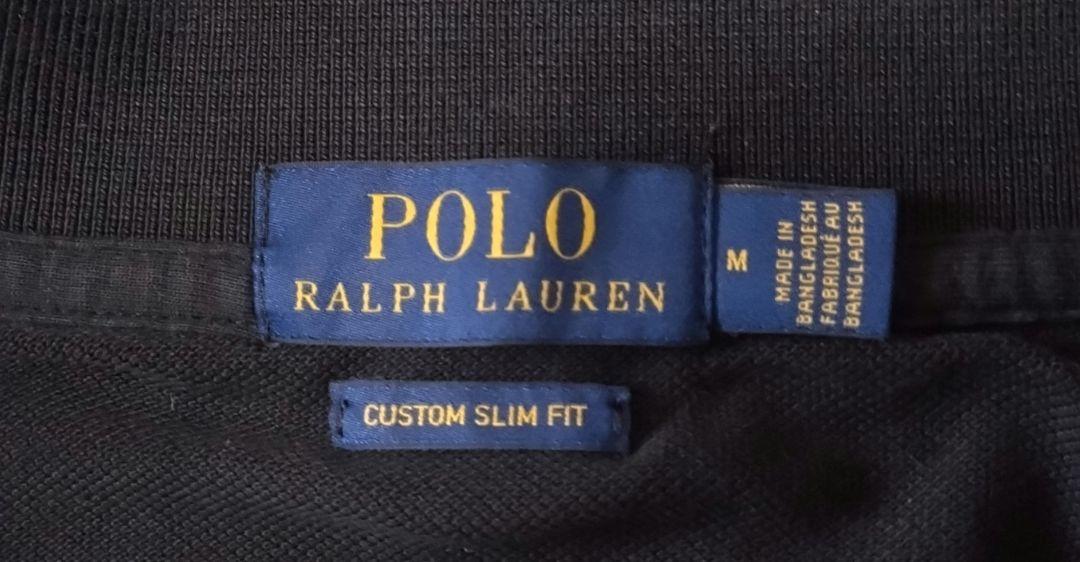 POLO
RALPH LAUREN
M
MADE IN
BANGLADESH
FABRIQUÉ AU
BANGLADESH
CUSTOM SLIM FIT